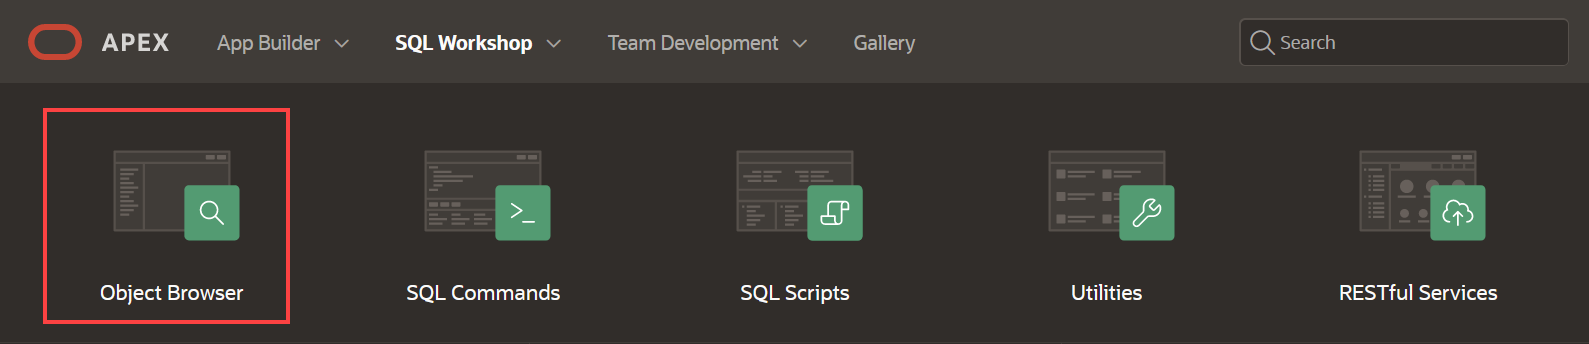 APEX App Builder SQL Workshop Team Development Gallery Search
Object Browser SQL Commands SQL Scripts Utilities RESTful Services